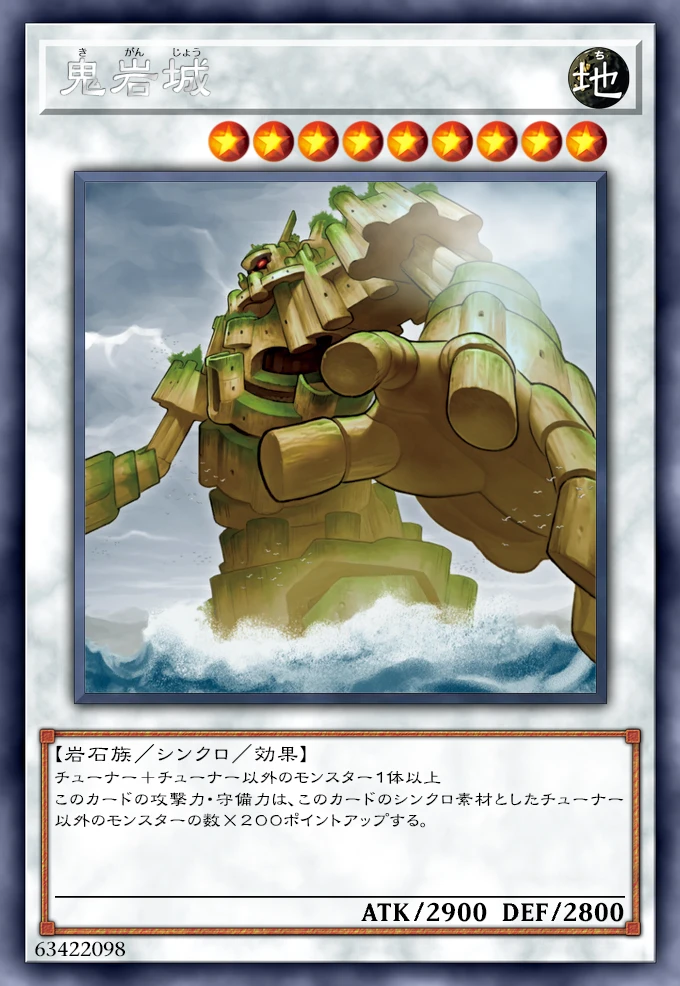 き がん じょう
鬼岩城
ち
地
【岩石族／シンクロ／効果】
チューナー＋チューナー以外のモンスター１体以上
このカードの攻撃力・守備力は、このカードのシンクロ素材としたチューナー
以外のモンスターの数×２００ポイントアップする。
ATK/2900 DEF/2800
63422098